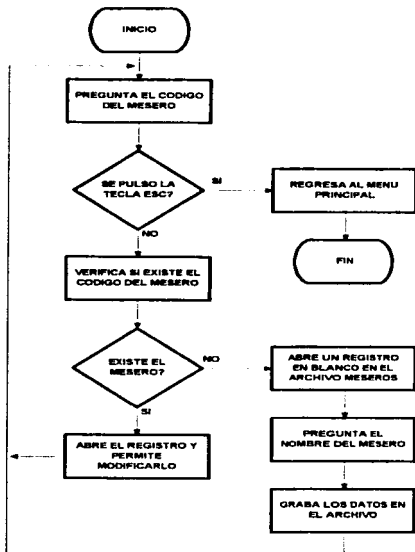 INICIO
PREGUNTA EL CODIGO
DEL MESERO
SE PULSO LA
TECLA ESC?
SI
REGRESA AL MENU
PRINCIPAL
NO
FIN
VERIFICA SI EXISTE EL
CODIGO DEL MESERO
EXISTE EL
MESERO?
NO
ABRE UN REGISTRO
EN BLANCO EN EL
ARCHIVO MESEROS
SI
ABRE EL REGISTRO Y
PERMITE
MODIFICARLO
PREGUNTA EL
NOMBRE DEL MESERO
GRABA LOS DATOS EN
EL ARCHIVO